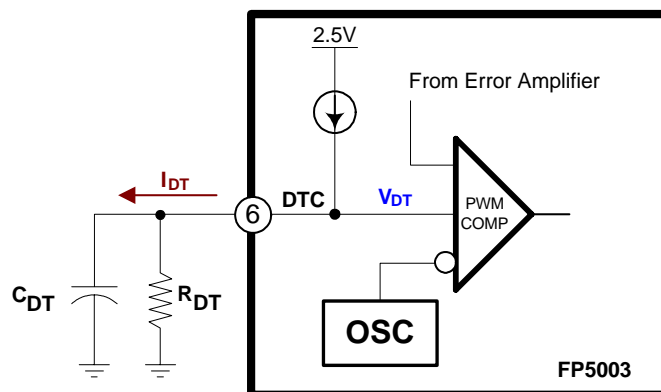 2.5V
From Error Amplifier
IDT
6
DTC
VDT
PWM
COMP
CDT
RDT
OSC
FP5003